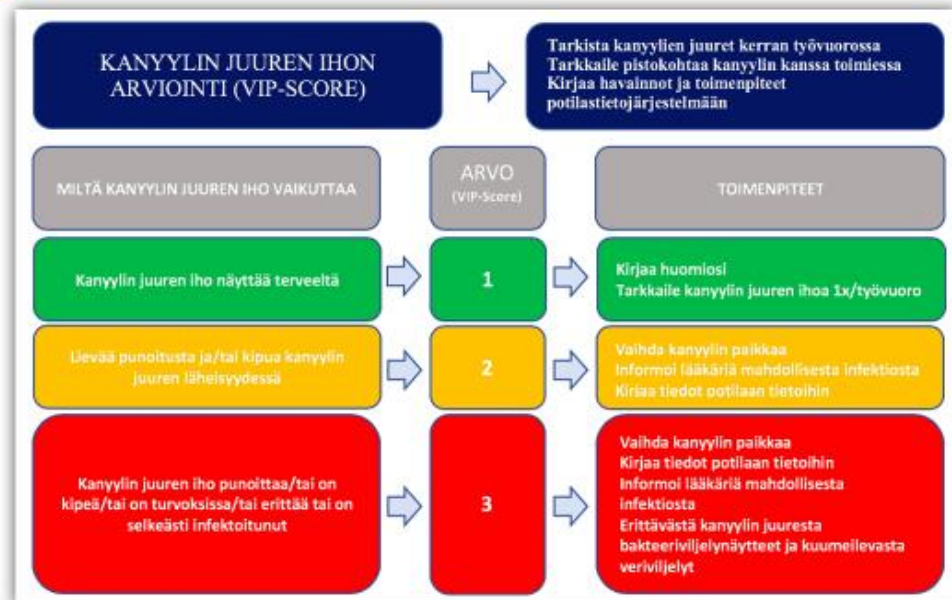 KANYYLIN JUUREN IHON
ARVIOINTI (VIP-SCORE)
Tarkista kanyylien juuret kerran työvuorossa
Tarkkaile pistokohtaa kanyylin kanssa toimiessa
Kirjaa havainnot ja toimenpiteet
potilastietojärjestelmään
MILTÄ KANYYLIN JUUREN IHO VAIKUTTAA
ARVO
(VIP-Score)
TOIMENPITEET
Kanyylin juuren iho näyttää terveeltä
1
Kirjaa huomiosi
Tarkkaile kanyylin juuren ihoa 1x/työvuoro
Lievää punoitusta ja/tai kipua kanyylin
juuren läheisyydessä
2
Vaihda kanyylin paikkaa
Informoi lääkäriä mahdollisesta infektiosta
Kirjaa tiedot potilaan tietoihin
Kanyylin juuren iho punoittaa/tai on
kipeä/tai on turvoksissa/tai erittää tai on
selkeästi infektoitunut
3
Vaihda kanyylin paikkaa
Kirjaa tiedot potilaan tietoihin
Informoi lääkäriä mahdollisesta
infektiosta
Erittävästä kanyylin juuresta
bakteeriviljelynäytteet ja kuumeilevasta
veriviljelyt